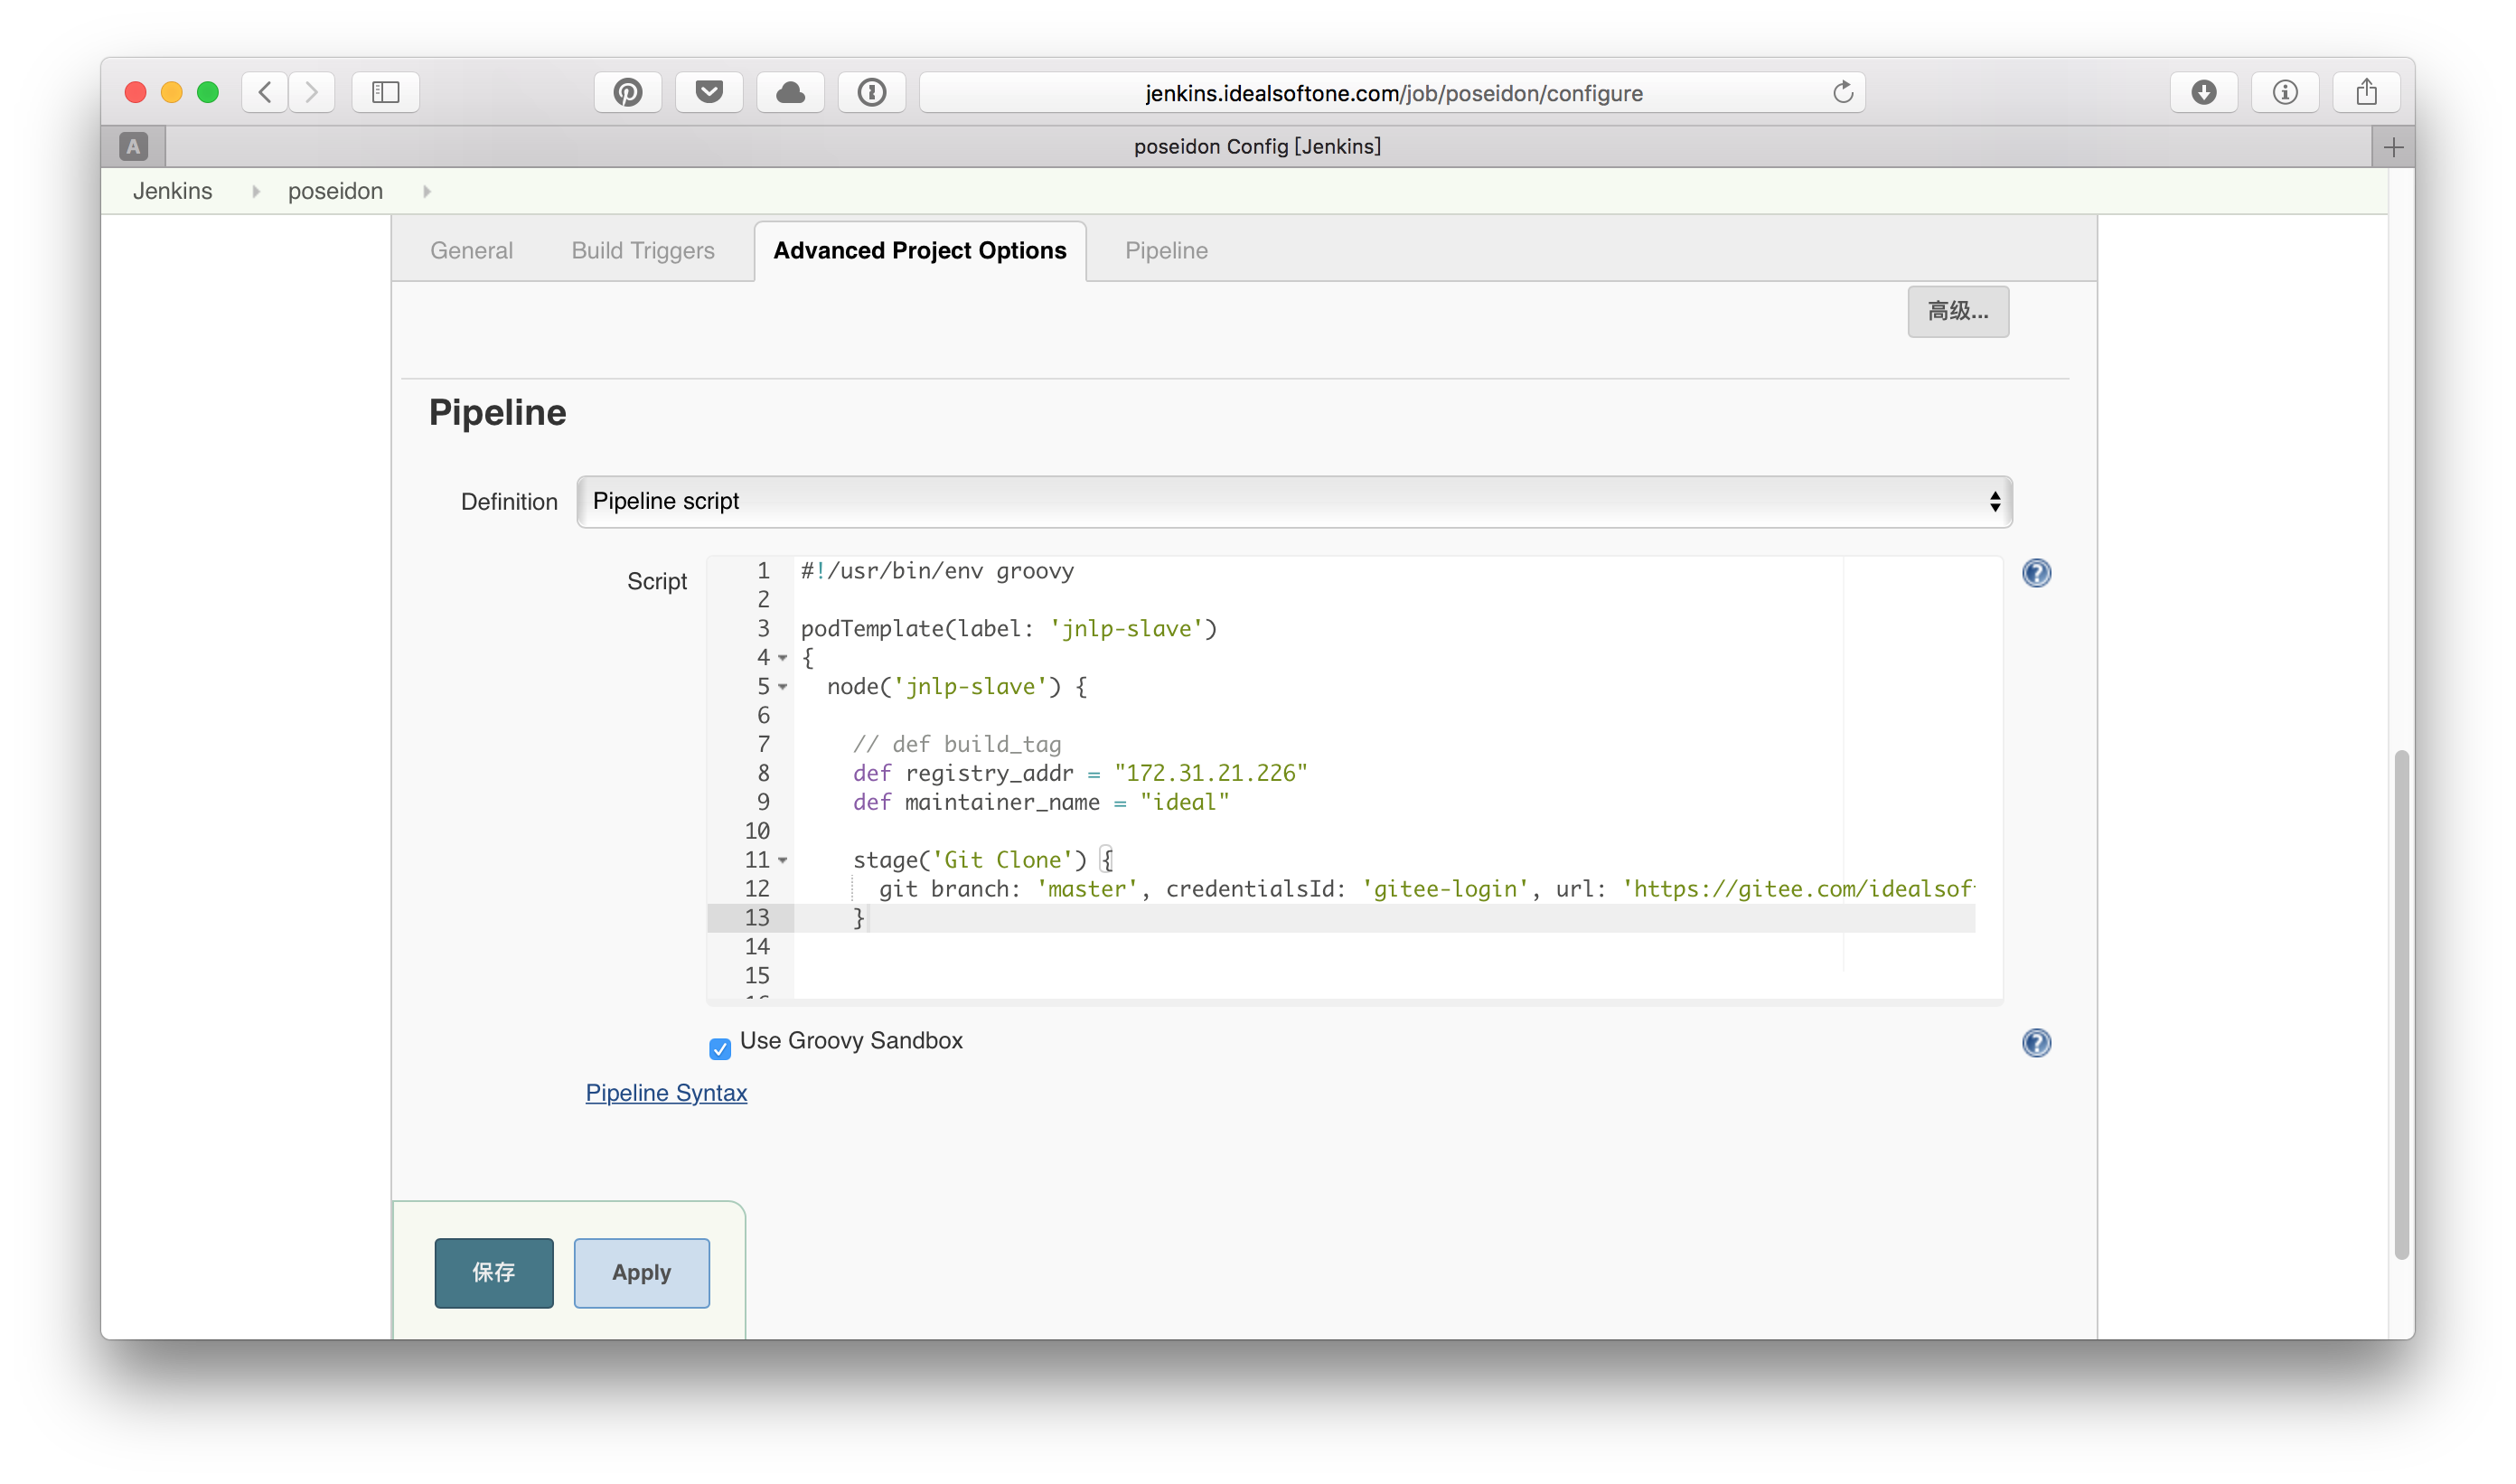 jenkins.idealsoftone.com/job/poseidon/configure
A
poseidon Config [Jenkins]
Jenkins
poseidon
General
Build Triggers
Advanced Project Options
Pipeline
高级...
Pipeline
Definition
Pipeline script
Script
1 #!/usr/bin/env groovy
2
3 podTemplate(label: 'jnlp-slave')
4 {
5 node('jnlp-slave') {
6
7 // def build_tag
8 def registry_addr = "172.31.21.226"
9 def maintainer_name = "ideal"
10
11 stage('Git Clone') {
12 git branch: 'master', credentialsId: 'gitee-login', url: 'https://gitee.com/idealsof
13 }
14
15
Use Groovy Sandbox
Pipeline Syntax
保存
Apply